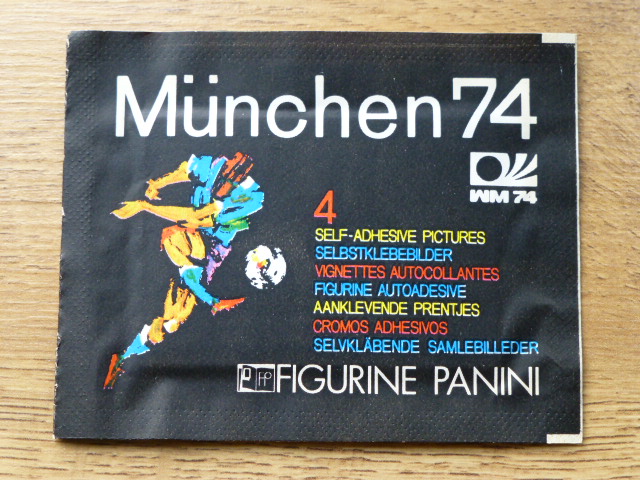 München 74
WM 74
4
SELF-ADHESIVE PICTURES
SELBSTKLEBEBILDER
VIGNETTES AUTOCOLLANTES
FIGURINE AUTOADESIVE
AANKLEVENDE PRENTJES
CROMOS ADHESIVOS
SELVKLÄBENDE SAMLEBILLEDER
FIGURINE PANINI